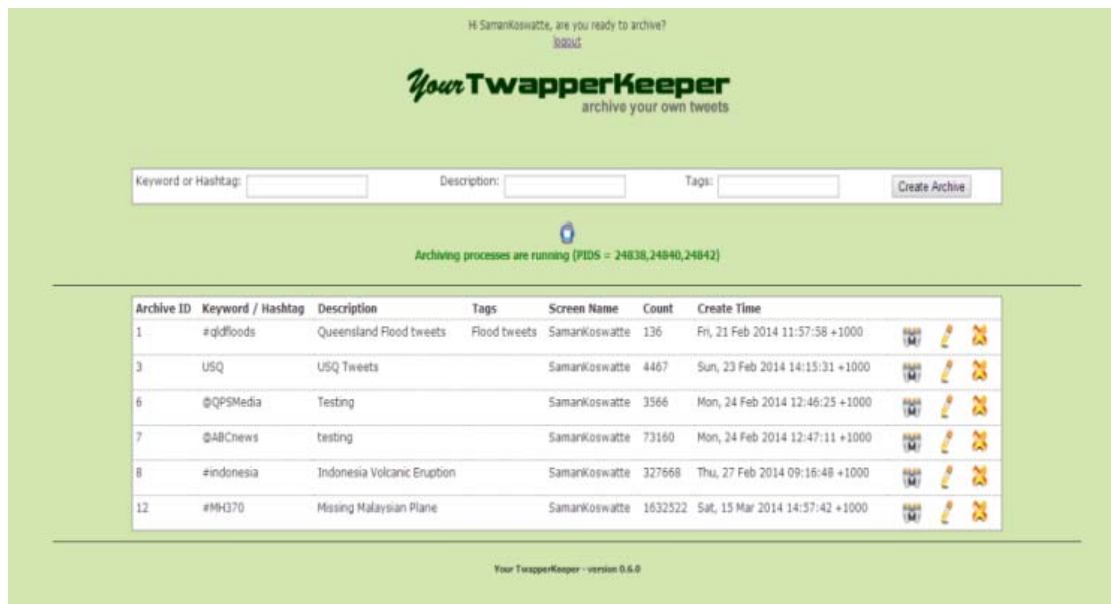 Hi SamanKoswatte, are you ready to archive?
logout
Your TwapperKeeper
archive your own tweets
Keyword or Hashtag: Description: Tags: Create Archive
Archiving processes are running (PIDS = 24838,24840,24842)
Archive ID Keyword / Hashtag Description Tags Screen Name Count Create Time
1 #qldfloods Queensland Flood tweets Flood tweets SamanKoswatte 136 Fri, 21 Feb 2014 11:57:58 +1000
3 USQ USQ Tweets SamanKoswatte 4467 Sun, 23 Feb 2014 14:15:31 +1000
6 @QPSMedia Testing SamanKoswatte 3566 Mon, 24 Feb 2014 12:46:25 +1000
7 @ABCnews testing SamanKoswatte 73160 Mon, 24 Feb 2014 12:47:11 +1000
8 #indonesia Indonesia Volcanic Eruption SamanKoswatte 327668 Thu, 27 Feb 2014 09:16:48 +1000
12 #MH370 Missing Malaysian Plane SamanKoswatte 1632522 Sat, 15 Mar 2014 14:57:42 +1000
Your TwapperKeeper - version 0.6.0